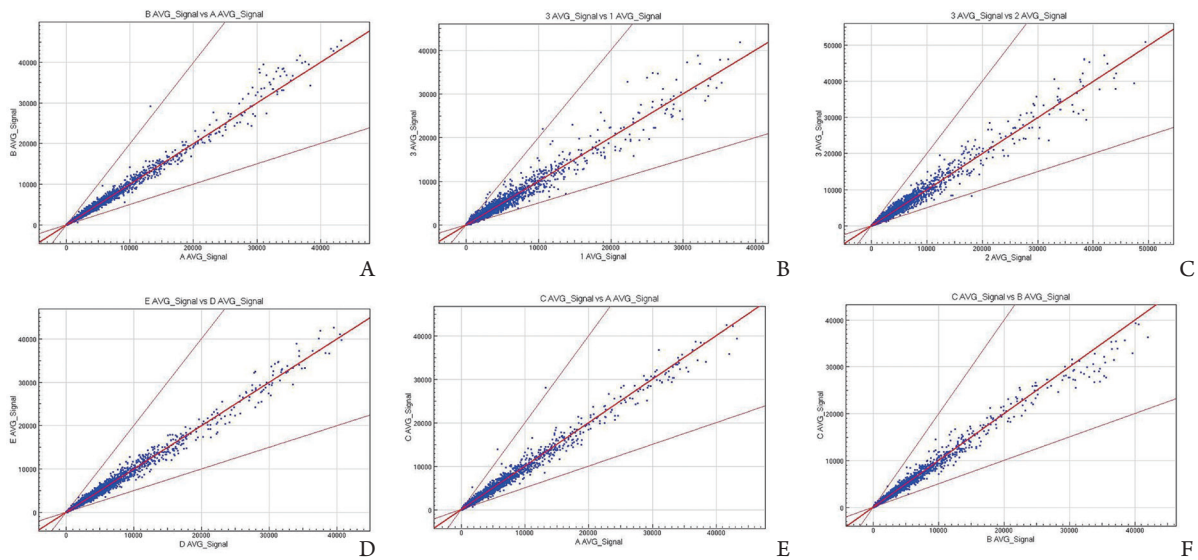 B AVG_Signal vs A AVG_Signal
40000
30000
20000
10000
0
B AVG_Signal
0 10000 20000 30000 40000
A AVG_Signal
A
3 AVG_Signal vs 1 AVG_Signal
40000
30000
20000
10000
0
3 AVG_Signal
0 10000 20000 30000 40000
1 AVG_Signal
B
3 AVG_Signal vs 2 AVG_Signal
50000
40000
30000
20000
10000
0
3 AVG_Signal
0 10000 20000 30000 40000 50000
2 AVG_Signal
C
E AVG_Signal vs D AVG_Signal
40000
30000
20000
10000
0
E AVG_Signal
0 10000 20000 30000 40000
D AVG_Signal
D
C AVG_Signal vs A AVG_Signal
40000
30000
20000
10000
0
C AVG_Signal
0 10000 20000 30000 40000
A AVG_Signal
E
C AVG_Signal vs B AVG_Signal
40000
30000
20000
10000
0
C AVG_Signal
0 10000 20000 30000 40000
B AVG_Signal
F